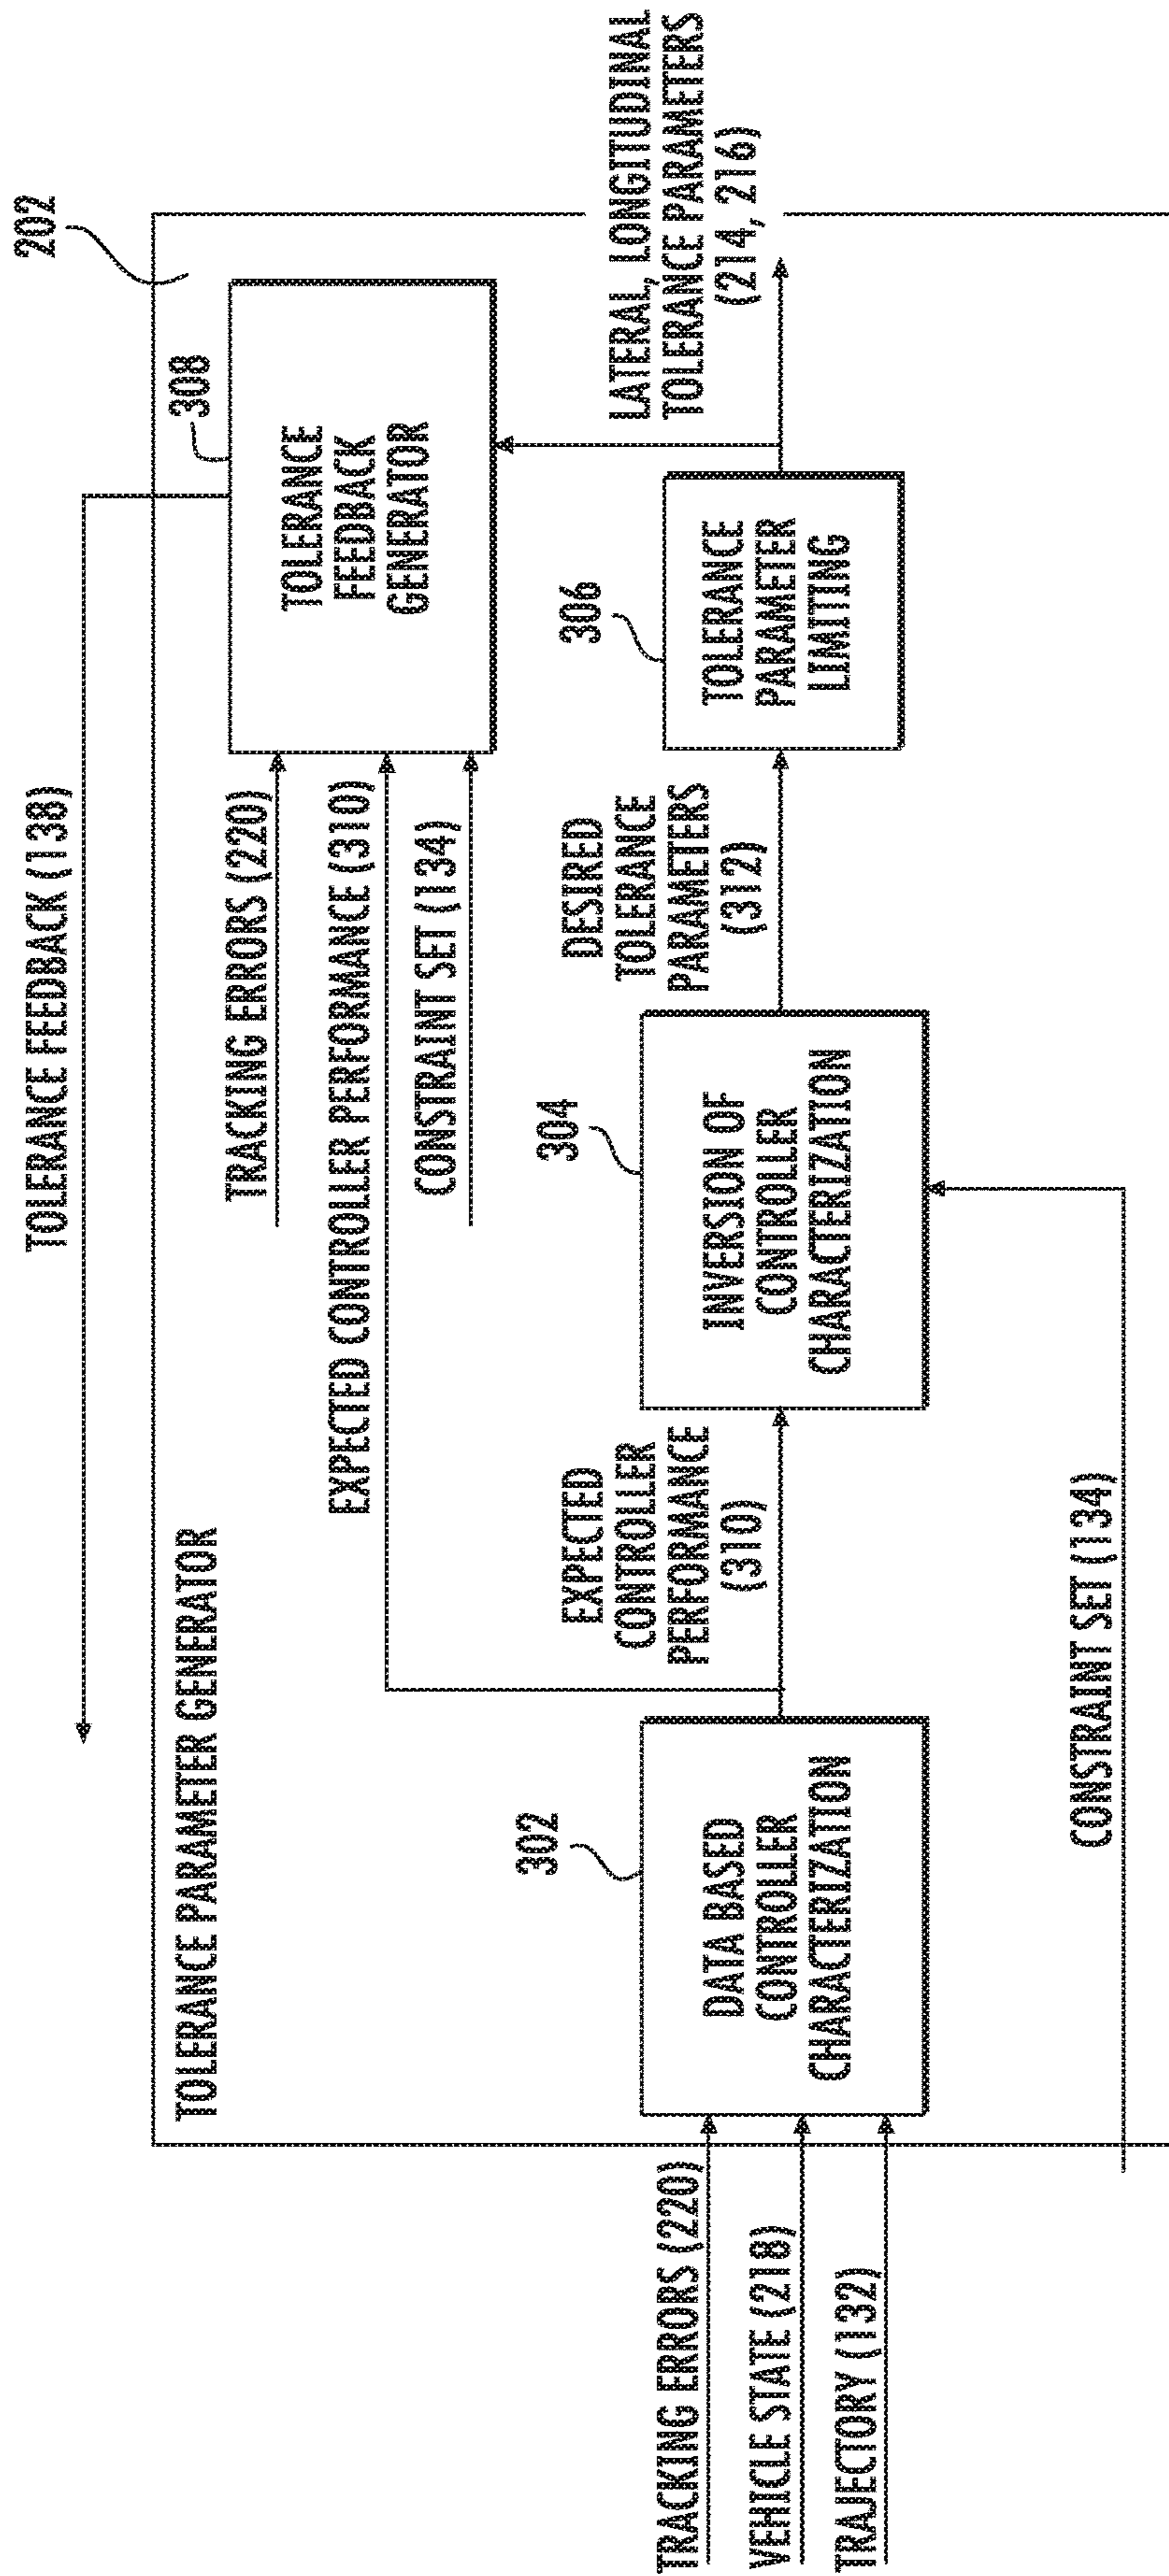 TOLERANCE FEEDBACK (138)
202
TOLERANCE PARAMETER GENERATOR
308
TRACKING ERRORS (220)
TOLERANCE
FEEDBACK
GENERATOR
EXPECTED CONTROLLER PERFORMANCE (310)
CONSTRAINT SET (134)
302
EXPECTED
CONTROLLER
PERFORMANCE
(310)
304
DESIRED
TOLERANCE
PARAMETERS
(312)
306
LATERAL, LONGITUDINAL
TOLERANCE PARAMETERS
(214, 216)
TRACKING ERRORS (220)
VEHICLE STATE (218)
TRAJECTORY (132)
DATA BASED
CONTROLLER
CHARACTERIZATION
INVERSION OF
CONTROLLER
CHARACTERIZATION
TOLERANCE
PARAMETER
LIMITING
CONSTRAINT SET (134)